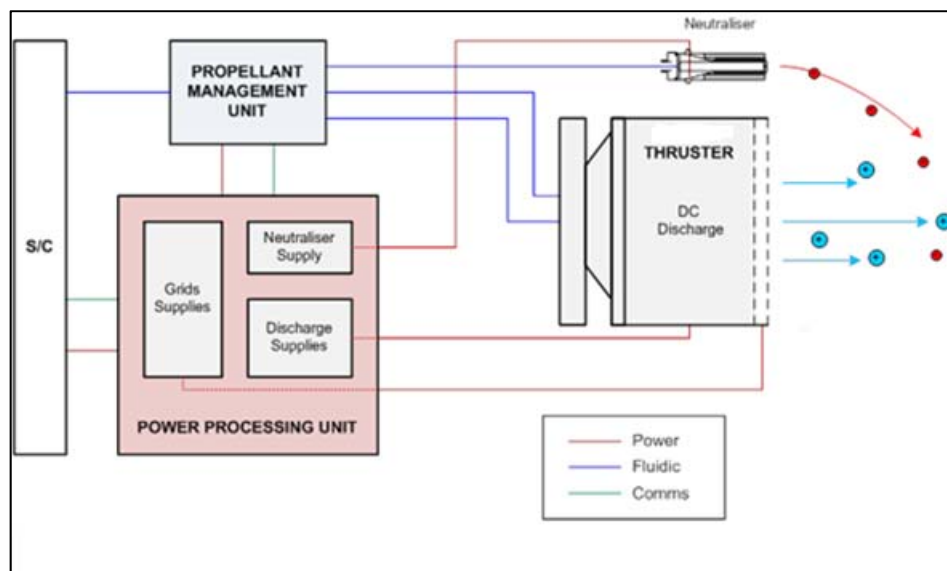 Neutraliser
PROPELLANT
MANAGEMENT
UNIT
THRUSTER
DC
Discharge
S/C
Neutraliser
Supply
Grids
Supplies
Discharge
Supplies
POWER PROCESSING UNIT
Power
Fluidic
Comms
+
+
+
+